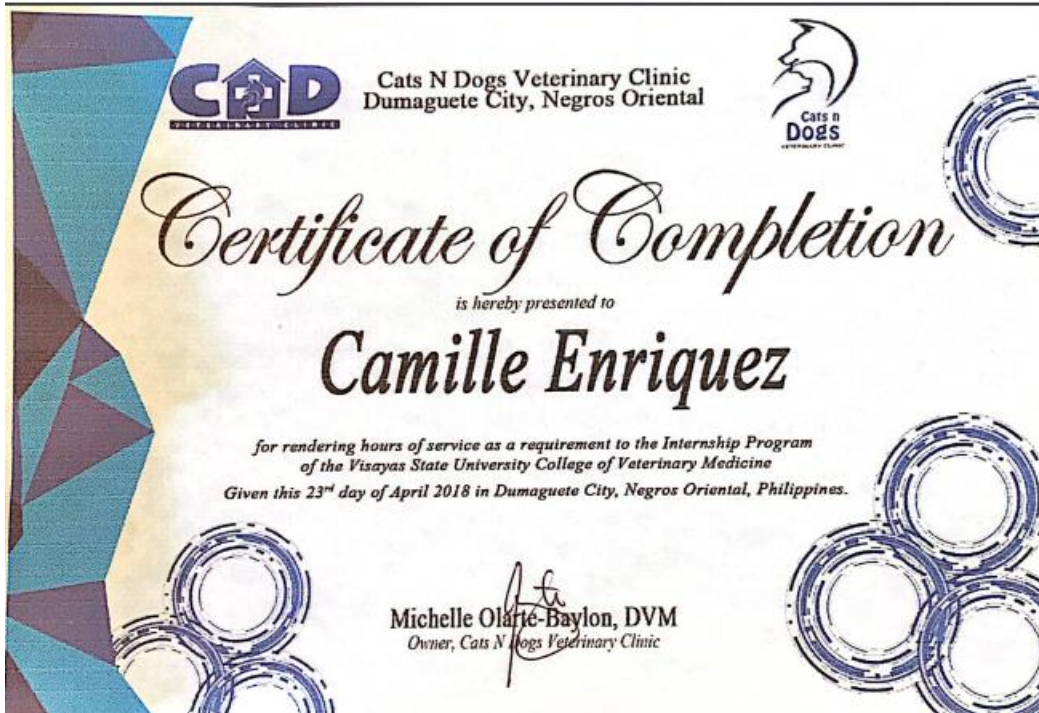 CAD
VETERINARY CLINIC
Cats N Dogs Veterinary Clinic
Dumaguete City, Negros Oriental
Cats n
Dogs
VETERINARY CLINIC
Certificate of Completion
is hereby presented to
Camille Enriquez
for rendering hours of service as a requirement to the Internship Program
of the Visayas State University College of Veterinary Medicine
Given this 23rd day of April 2018 in Dumaguete City, Negros Oriental, Philippines.
Michelle Olarte-Baylon, DVM
Owner, Cats N Dogs Veterinary Clinic